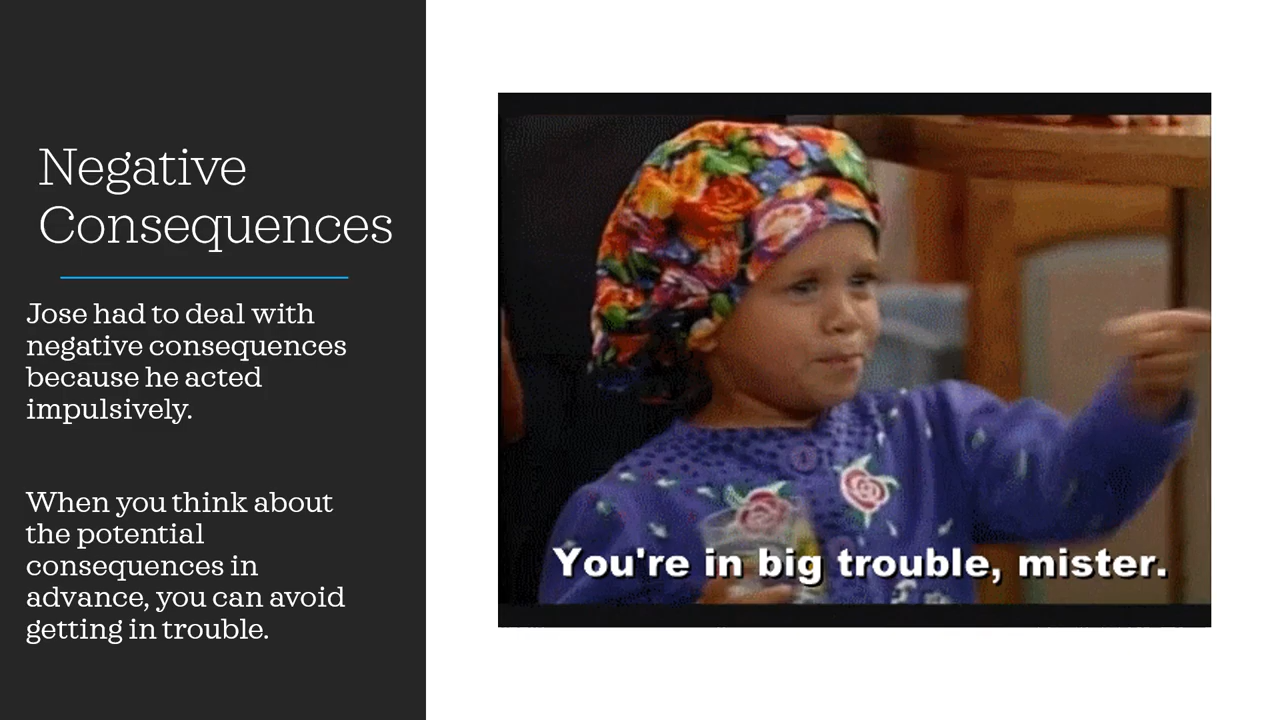 Negative
Consequences
Jose had to deal with
negative consequences
because he acted
impulsively.
When you think about
the potential
consequences in
advance, you can avoid
getting in trouble.
You're in big trouble, mister.